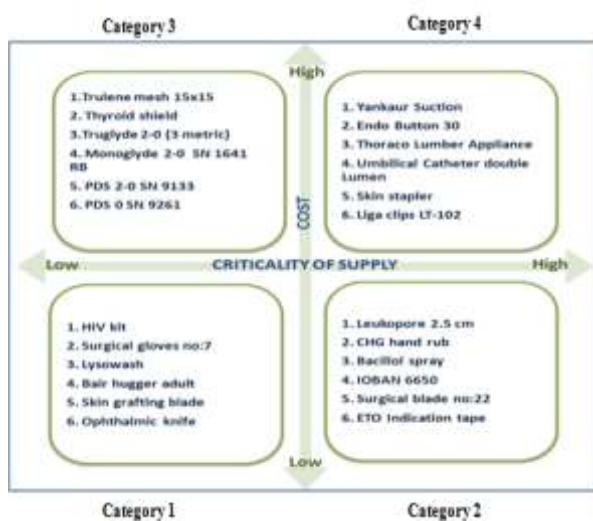 Category 3
Category 4
High
1.Trulene mesh 15x15
2. Thyroid shield
3.Truglyde 2-0 (3 metric)
4. Monoglyde 2-0 SN 1641
RB
5. PDS 2-0 SN 9133
6. PDS 0 SN 9261
1. Yankaur Suction
2. Endo Button 30
3. Thoraco Lumber Appliance
4. Umbilical Catheter double
Lumen
5. Skin stapler
6. Liga clips LT-102
COST
Low
CRITICALITY OF SUPPLY
High
1. HIV kit
2. Surgical gloves no:7
3. Lysowash
4. Bair hugger adult
5. Skin grafting blade
6. Ophthalmic knife
1. Leukopore 2.5 cm
2. CHG hand rub
3. Bacillol spray
4. IOBAN 6650
5. Surgical blade no:22
6. ETO Indication tape
Low
Category 1
Category 2